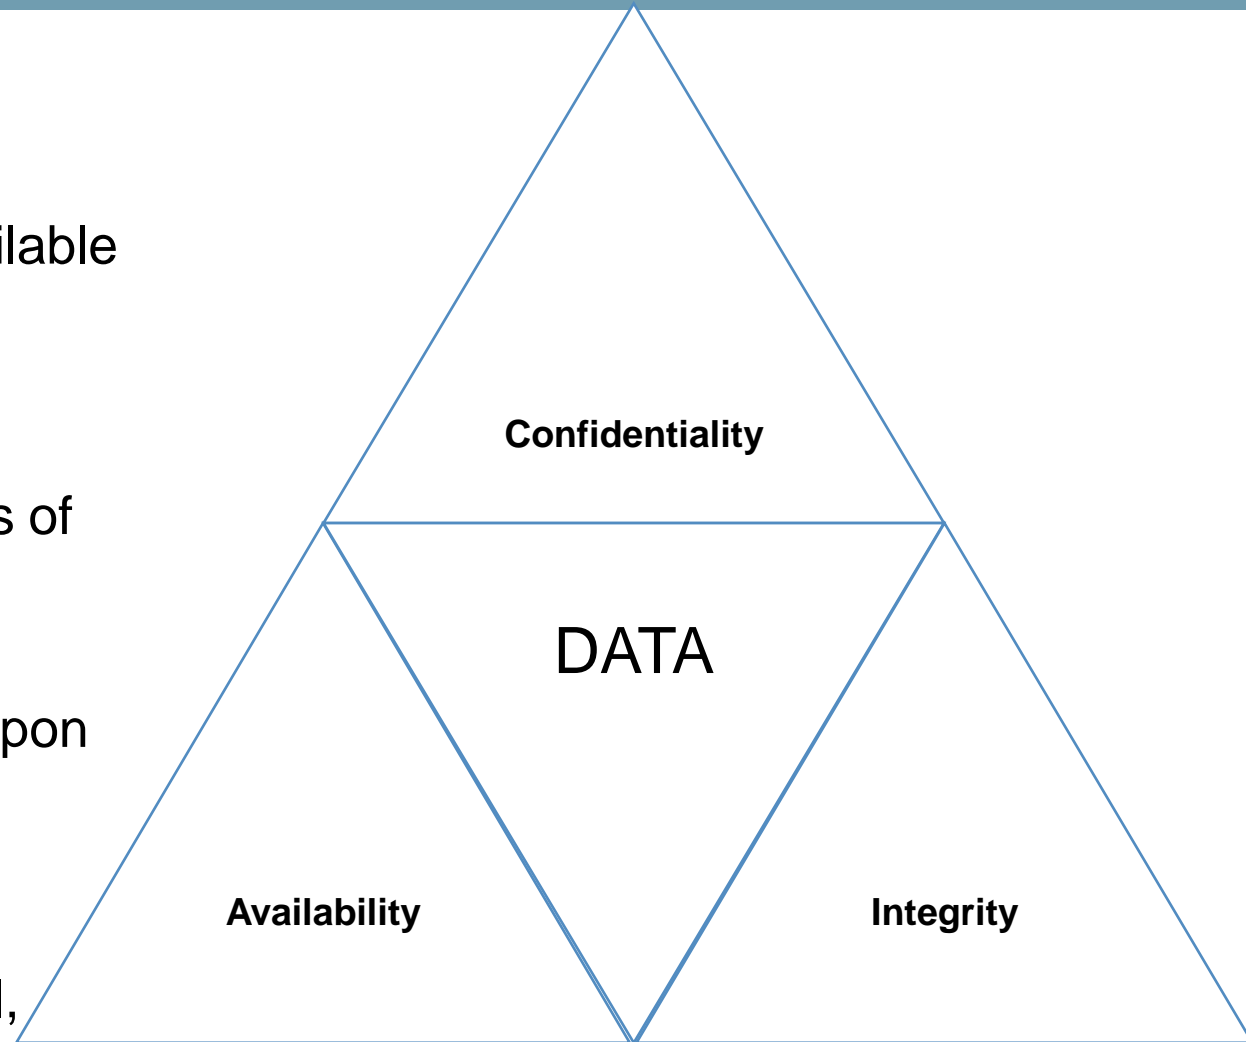 ilable
Confidentiality
s of
DATA
pon
Availability
Integrity
,